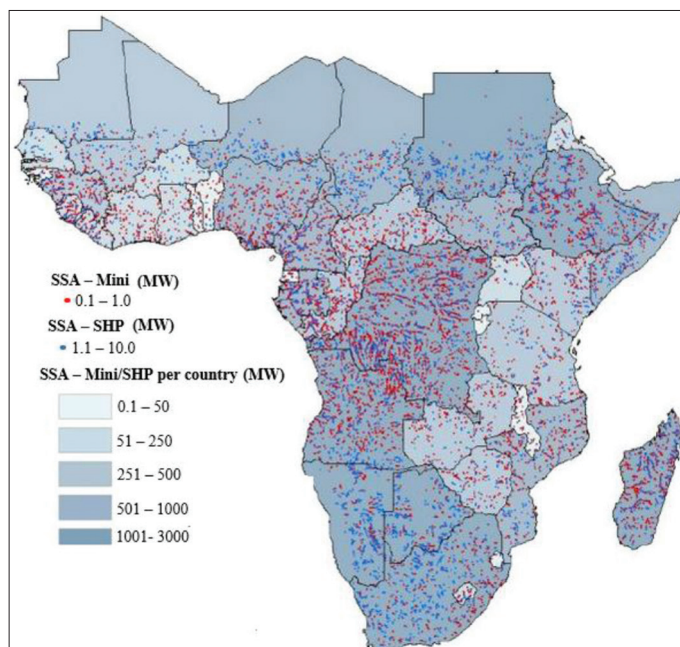 SSA – Mini (MW)
0.1 – 1.0
SSA – SHP (MW)
1.1 – 10.0
SSA – Mini/SHP per country (MW)
0.1 – 50
51 – 250
251 – 500
501 – 1000
1001- 3000